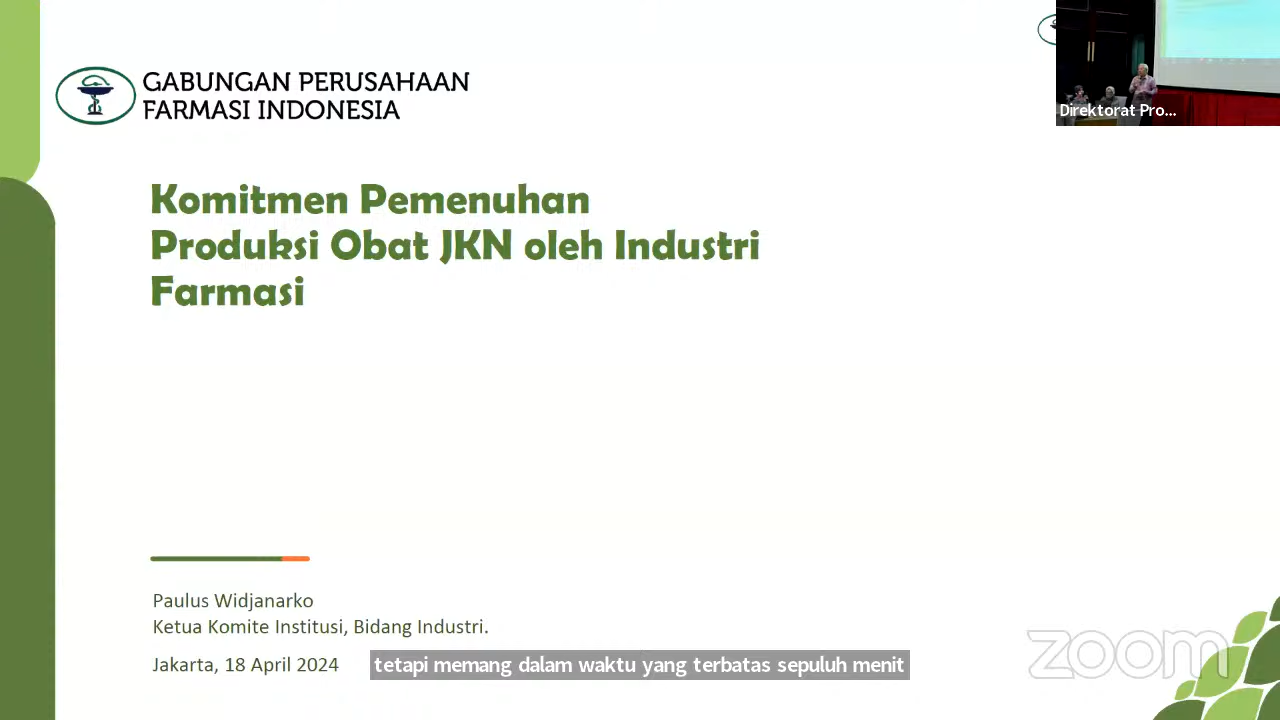 GABUNGAN PERUSAHAAN
FARMASI INDONESIA
Direktorat Pro...
Komitmen Pemenuhan
Produksi Obat JKN oleh Industri
Farmasi
Paulus Widjanarko
Ketua Komite Institusi, Bidang Industri.
Jakarta, 18 April 2024
tetapi memang dalam waktu yang terbatas sepuluh menit
zoom